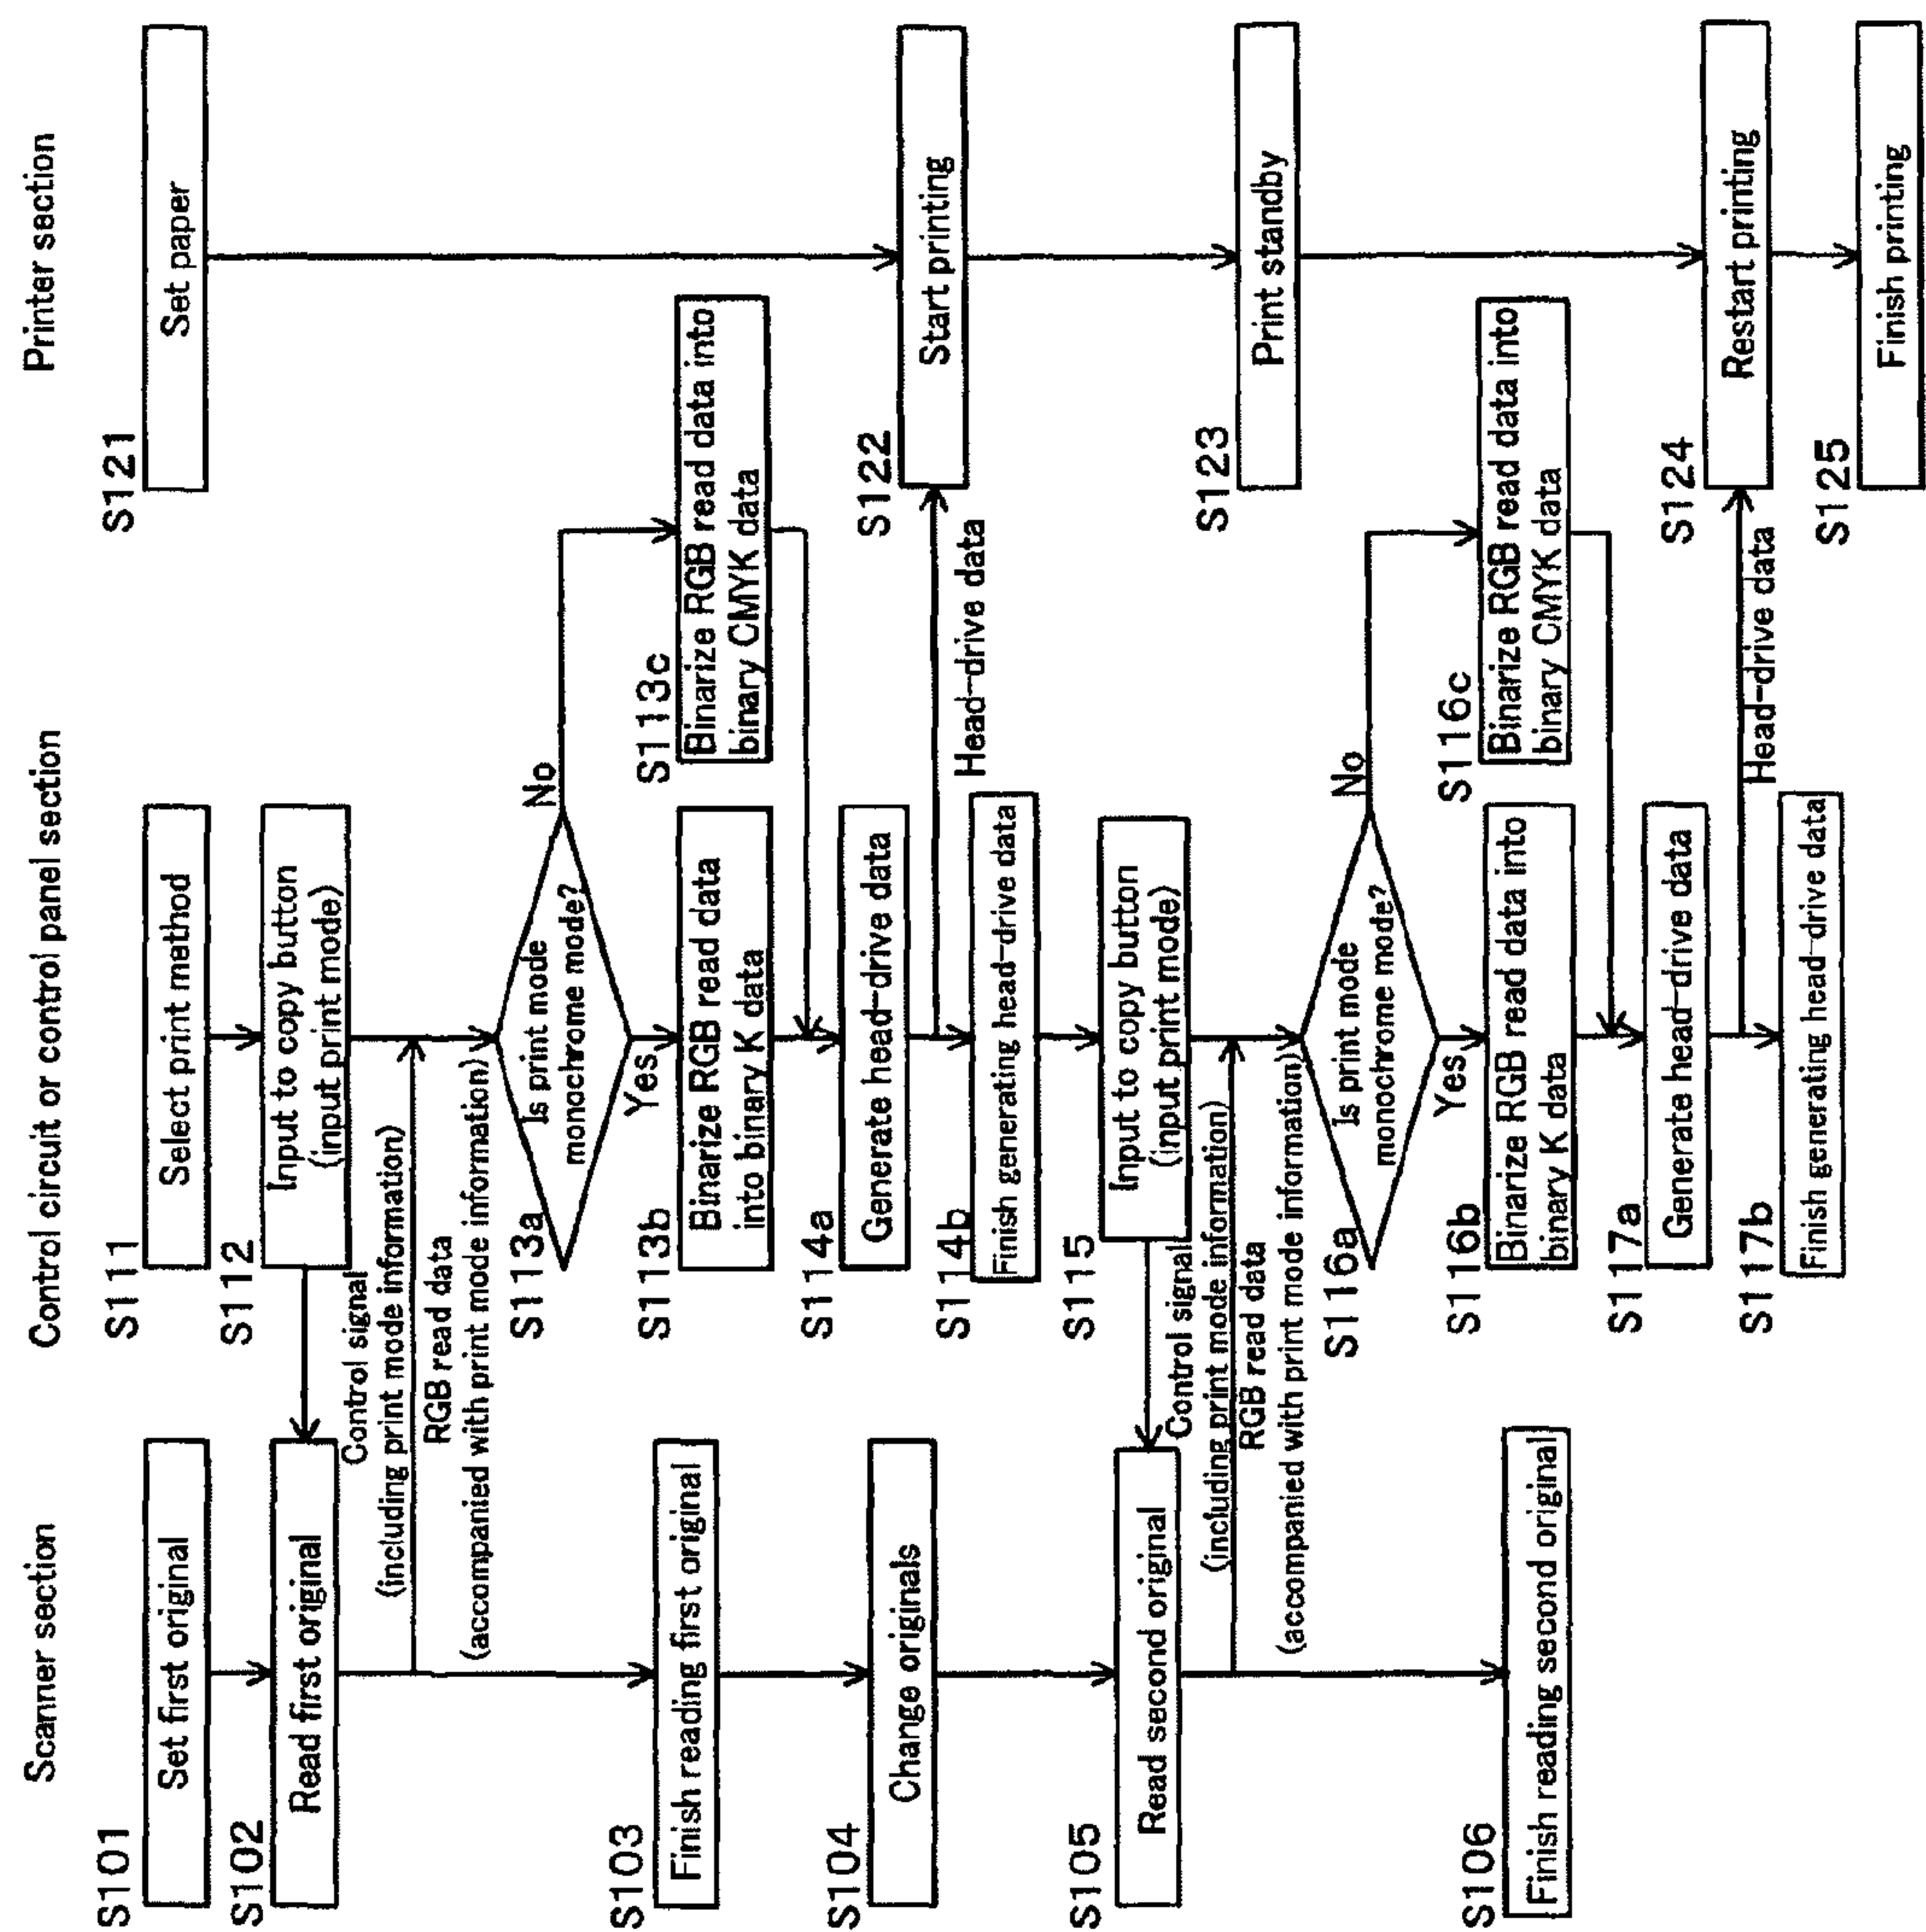 Scanner section
S101
Set first original
S102
Read first original
S103
Finish reading first original
S104
Change originals
S105
Read second original
S106
Finish reading second original
Control circuit or control panel section
S111
Select print method
S112
Input to copy button
(input print mode)
Control signal
(including print mode information)
RGB read data
(accompanied with print mode information)
S113a
Is print mode
monochrome mode?
No
Yes
S113b
Binarize RGB read data
into binary K data
S113c
Binarize RGB read data into
binary CMYK data
S114a
Generate head-drive data
Head-drive data
S114b
Finish generating head-drive data
S115
Input to copy button
(input print mode)
Control signal
(including print mode information)
RGB read data
(accompanied with print mode information)
S116a
Is print mode
monochrome mode?
No
Yes
S116b
Binarize RGB read data into
binary K data
S116c
Binarize RGB read data into
binary CMYK data
S117a
Generate head-drive data
Head-drive data
S117b
Finish generating head-drive data
Printer section
S121
Set paper
S122
Start printing
S123
Print standby
S124
Restart printing
S125
Finish printing